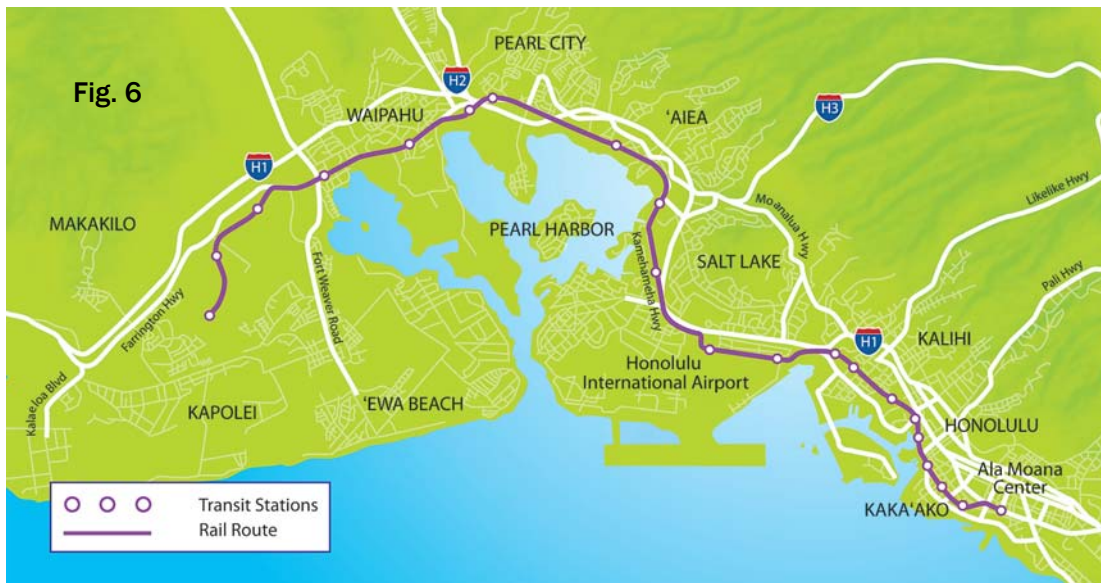 Fig. 6
PEARL CITY
H2
WAIPAHU
'AIEA
H3
H1
MAKAKILO
PEARL HARBOR
Moanalua Hwy
Likelike Hwy
SALT LAKE
Kamehameha Hwy
Pali Hwy
Fort Weaver Road
Farrington Hwy
H1
KALIHI
Honolulu
International Airport
Kalaeloa Blvd
KAPOLEI
'EWA BEACH
HONOLULU
Ala Moana
Center
KAKA'AKO
Transit Stations
Rail Route